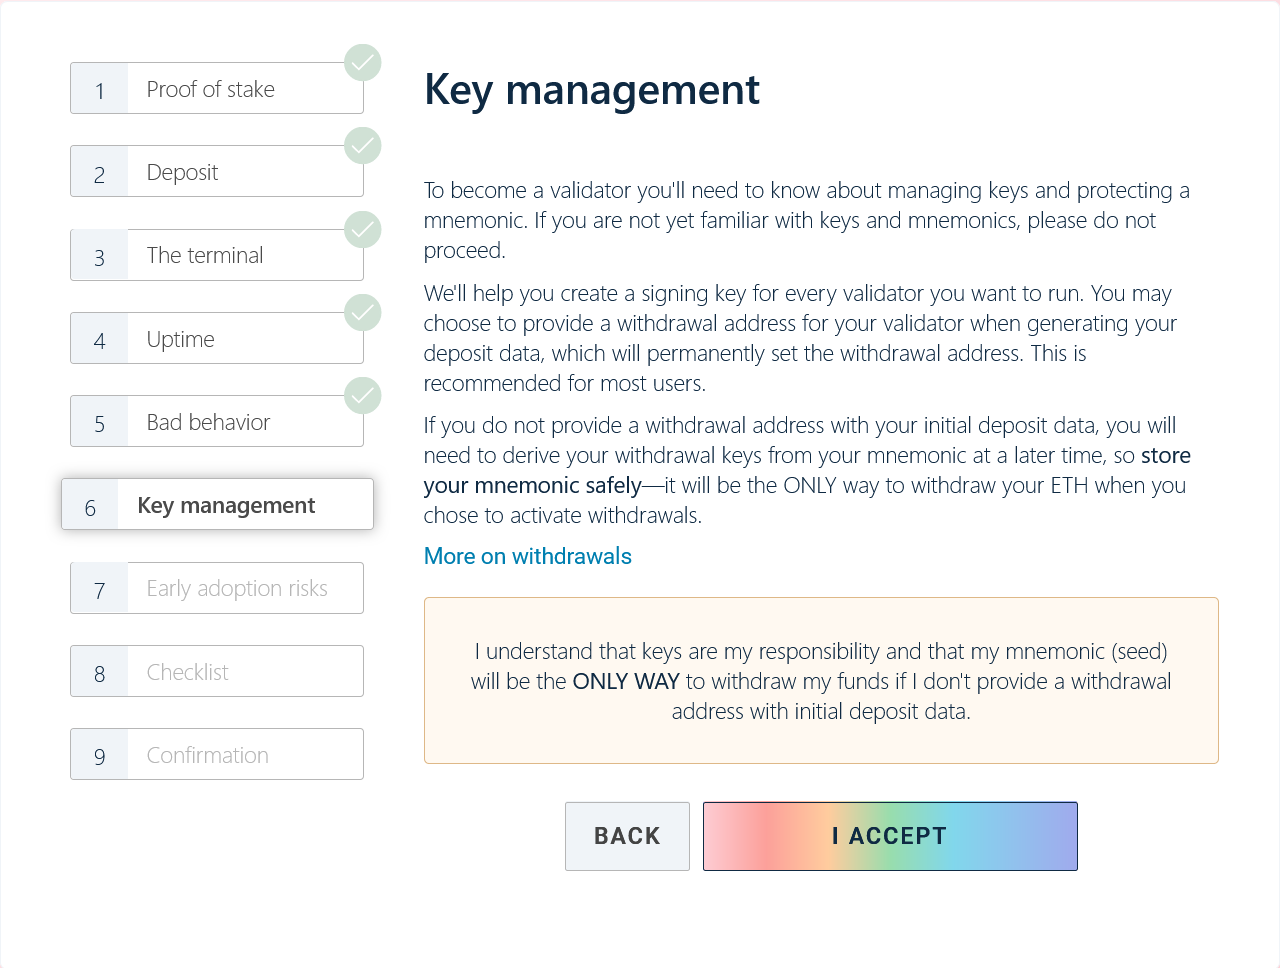 1 Proof of stake
2 Deposit
3 The terminal
4 Uptime
5 Bad behavior
6 Key management
7 Early adoption risks
8 Checklist
9 Confirmation
Key management
To become a validator you'll need to know about managing keys and protecting a
mnemonic. If you are not yet familiar with keys and mnemonics, please do not
proceed.
We'll help you create a signing key for every validator you want to run. You may
choose to provide a withdrawal address for your validator when generating your
deposit data, which will permanently set the withdrawal address. This is
recommended for most users.
If you do not provide a withdrawal address with your initial deposit data, you will
need to derive your withdrawal keys from your mnemonic at a later time, so store
your mnemonic safely—it will be the ONLY way to withdraw your ETH when you
chose to activate withdrawals.
More on withdrawals
I understand that keys are my responsibility and that my mnemonic (seed)
will be the ONLY WAY to withdraw my funds if I don't provide a withdrawal
address with initial deposit data.
BACK
I ACCEPT